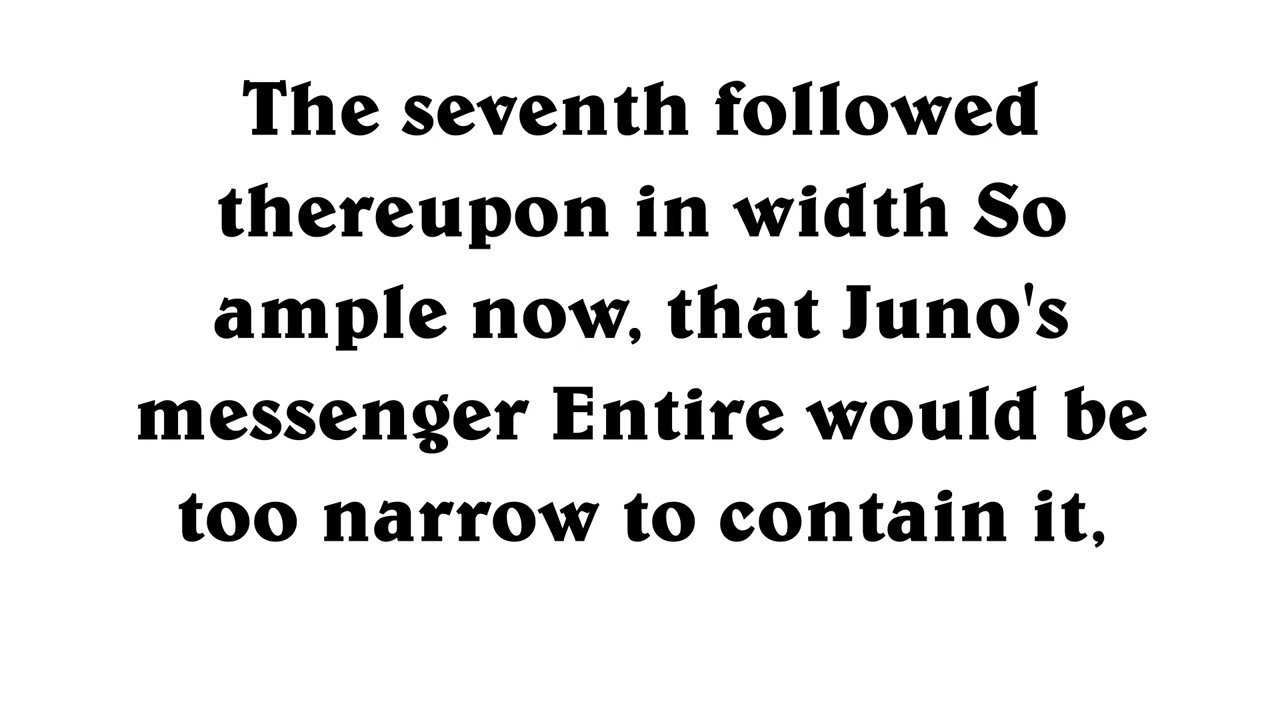 The seventh followed
thereupon in width So
ample now, that Juno's
messenger Entire would be
too narrow to contain it,